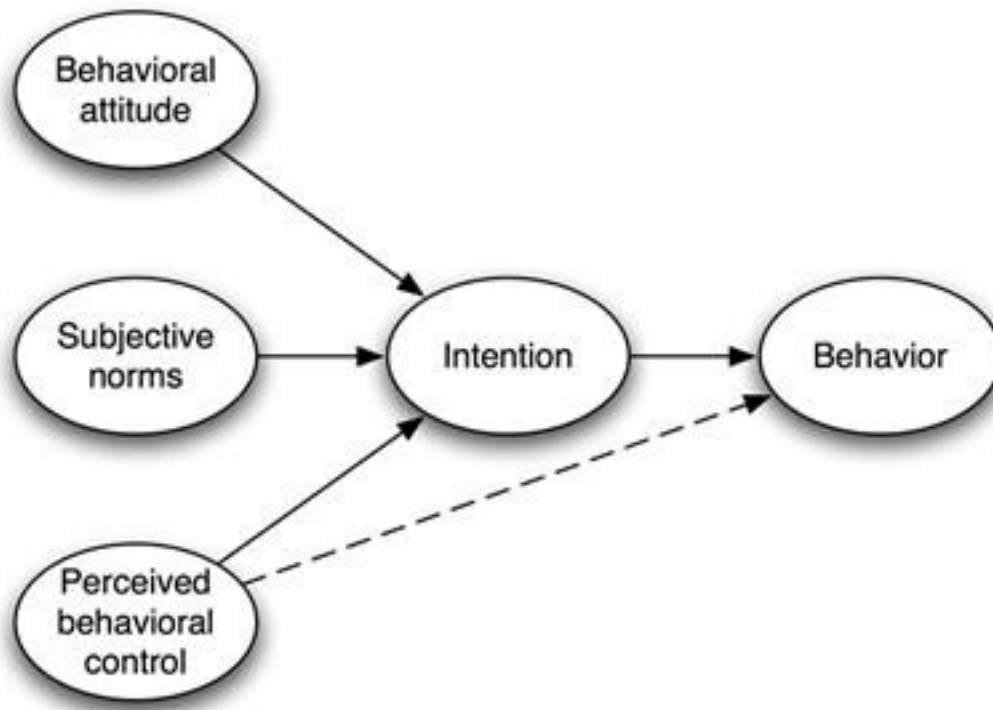 Behavioral
attitude
Subjective
norms
Intention
Behavior
Perceived
behavioral
control